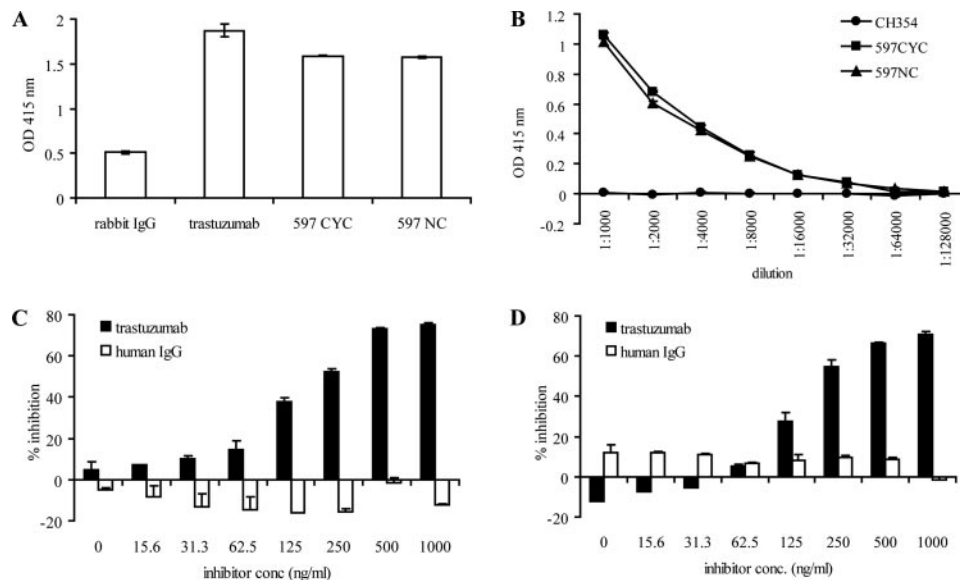 A
2
1.5
1
0.5
0
OD 415 nm
rabbit IgG
trastuzumab
597 CYC
597 NC
B
1.2
1
0.8
0.6
0.4
0.2
0
-0.2
OD 415 nm
CH354
597CYC
597NC
1:1000
1:2000
1:4000
1:8000
1:16000
1:32000
1:64000
1:128000
dilution
C
80
60
40
20
0
-20
% inhibition
trastuzumab
human IgG
0
15.6
31.3
62.5
125
250
500
1000
inhibitor conc (ng/ml)
D
80
60
40
20
0
-20
% inhibition
trastuzumab
human IgG
0
15.6
31.3
62.5
125
250
500
1000
inhibitor conc. (ng/ml)